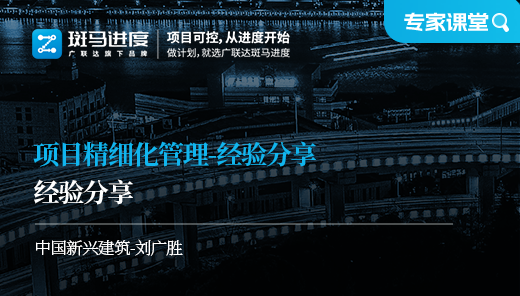 斑马进度
广联达旗下品牌
项目可控，从进度开始
做计划，就选广联达斑马进度
专家课堂
项目精细化管理-经验分享
经验分享
中国新兴建筑-刘广胜